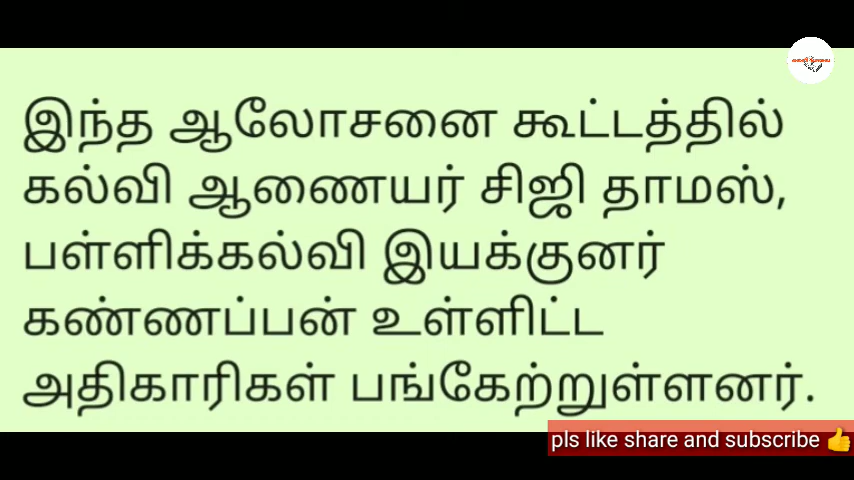 இந்த ஆலோசனை கூட்டத்தில்
கல்வி ஆணையர் சிஜி தாமஸ்,
பள்ளிக்கல்வி இயக்குனர்
கண்ணப்பன் உள்ளிட்ட
அதிகாரிகள் பங்கேற்றுள்ளனர்.
pls like share and subscribe 👍